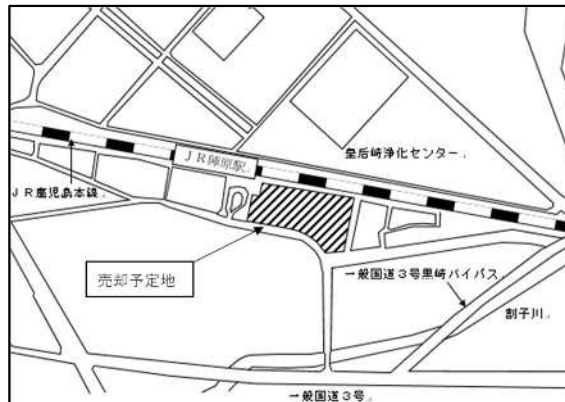 JR陣原駅
皇后崎浄化センター
JR鹿児島本線
売却予定地
一般国道3号黒崎バイパス
割子川
一般国道3号